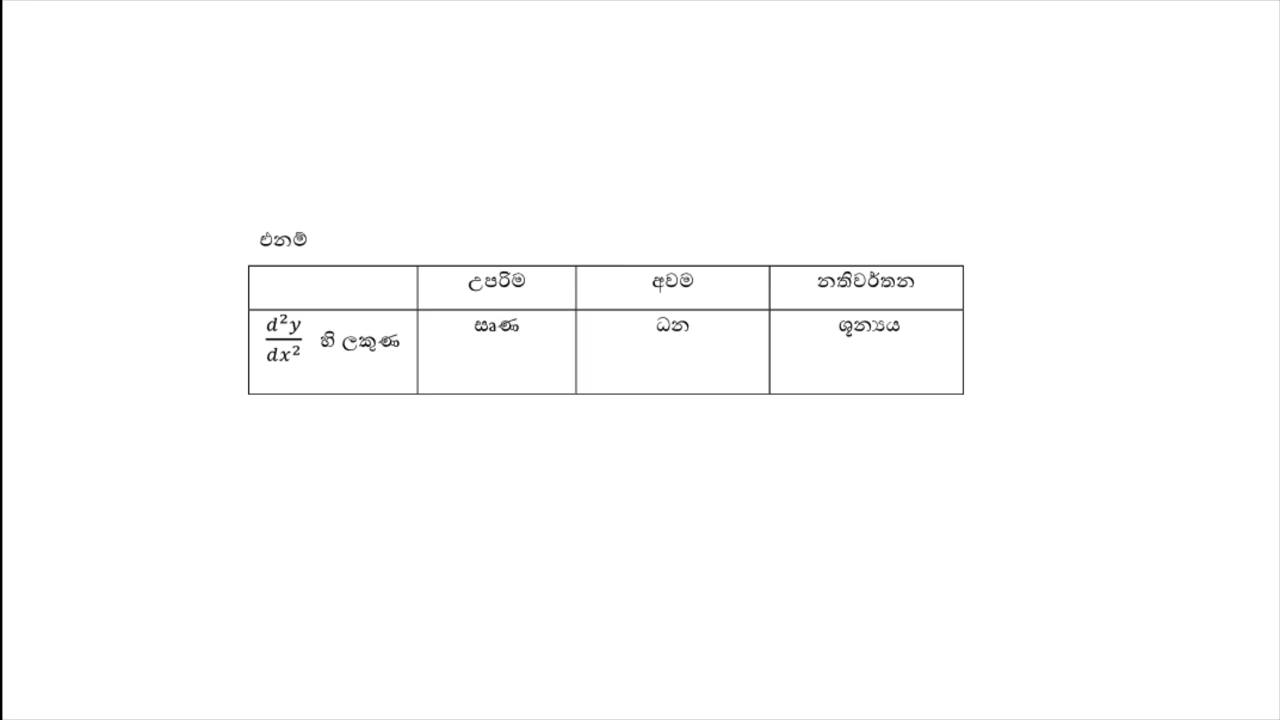 එනම්
උපරිම අවම නතිවර්තන
d²y/dx² හි ලකුණ සෘණ ධන ශූන්‍යය